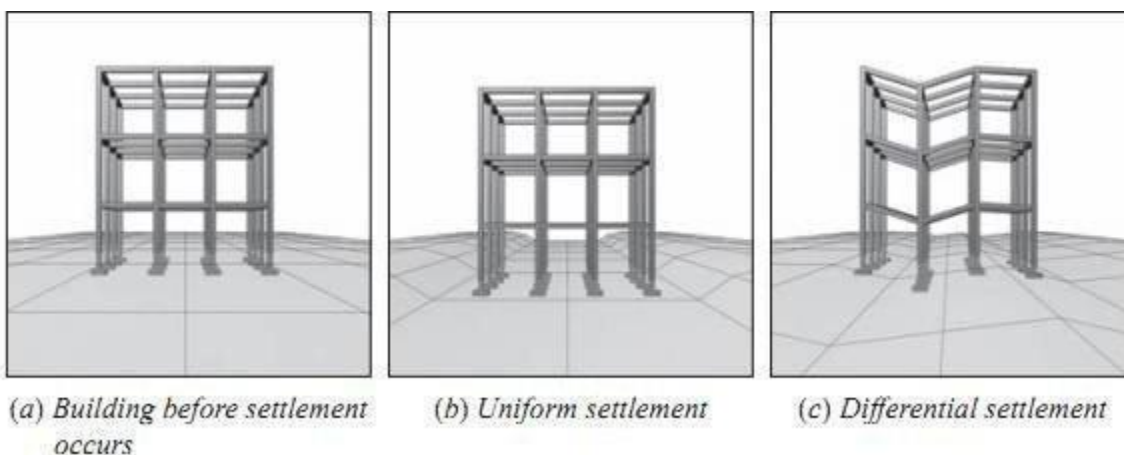 (a) Building before settlement
occurs
(b) Uniform settlement
(c) Differential settlement